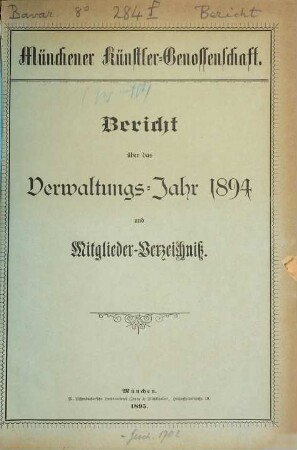 Bavar. 8° 284 f Bericht
Münchener Künstler=Genossenschaft.
Bericht
über das
Verwaltungs=Jahr 1894
und
Mitglieder=Verzeichniß.
München.
1895.